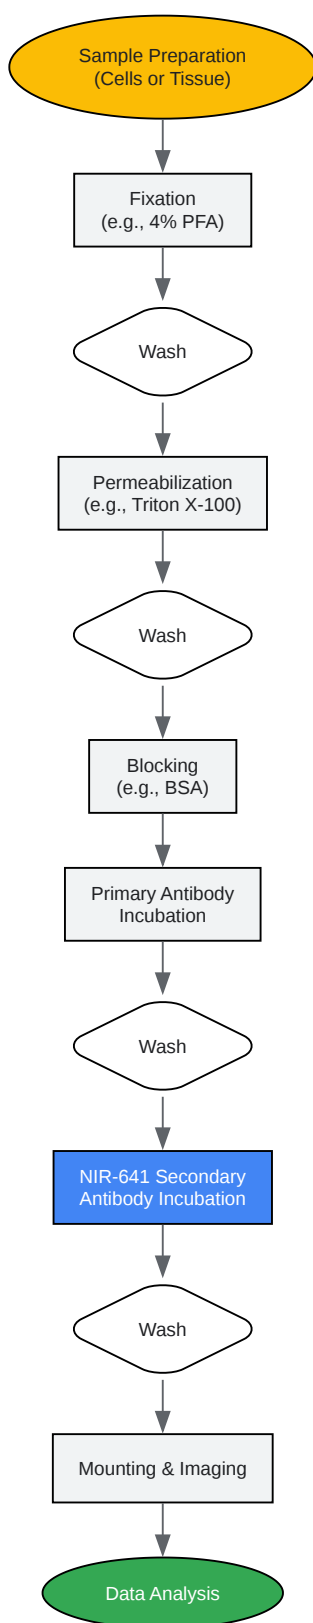 Sample Preparation
(Cells or Tissue)
Fixation
(e.g., 4% PFA)
Wash
Permeabilization
(e.g., Triton X-100)
Wash
Blocking
(e.g., BSA)
Primary Antibody
Incubation
Wash
NIR-641 Secondary
Antibody Incubation
Wash
Mounting & Imaging
Data Analysis